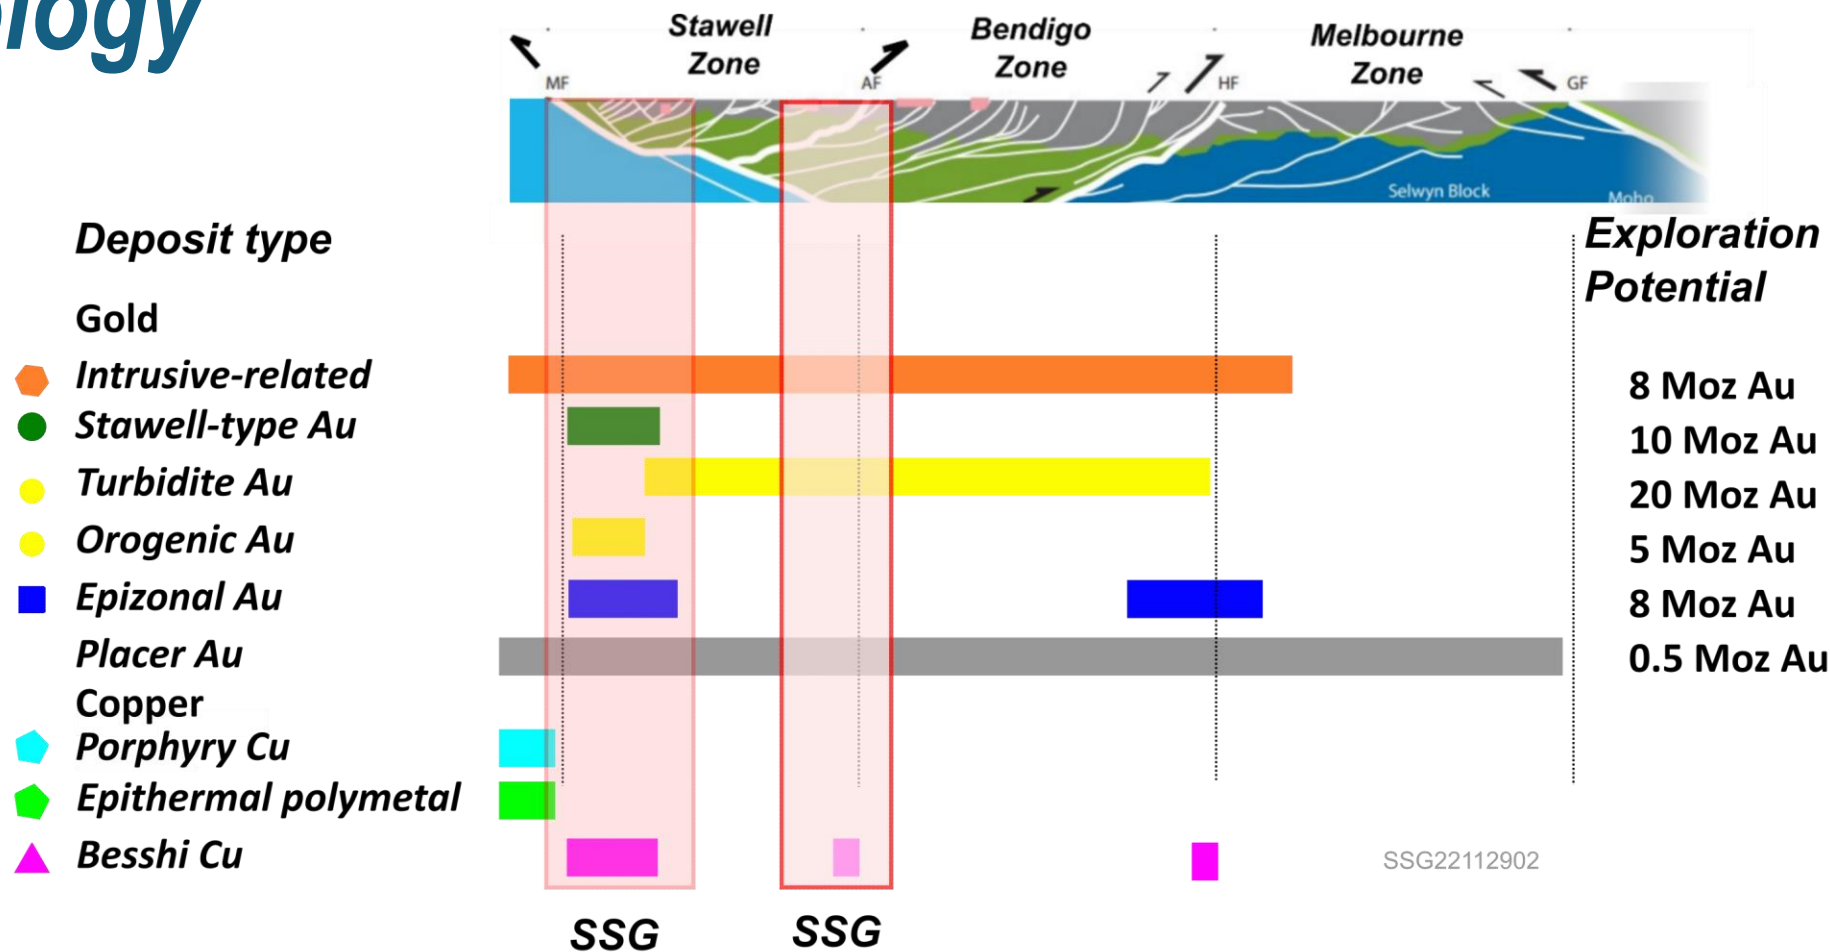 ology
Stawell
Zone
Bendigo
Zone
Melbourne
Zone
MF
AF
HF
GF
Selwyn Block
Moho
Deposit type
Exploration
Potential
Gold
Intrusive-related
8 Moz Au
Stawell-type Au
10 Moz Au
Turbidite Au
20 Moz Au
Orogenic Au
5 Moz Au
Epizonal Au
8 Moz Au
Placer Au
0.5 Moz Au
Copper
Porphyry Cu
Epithermal polymetal
Besshi Cu
SSG22112902
SSG
SSG